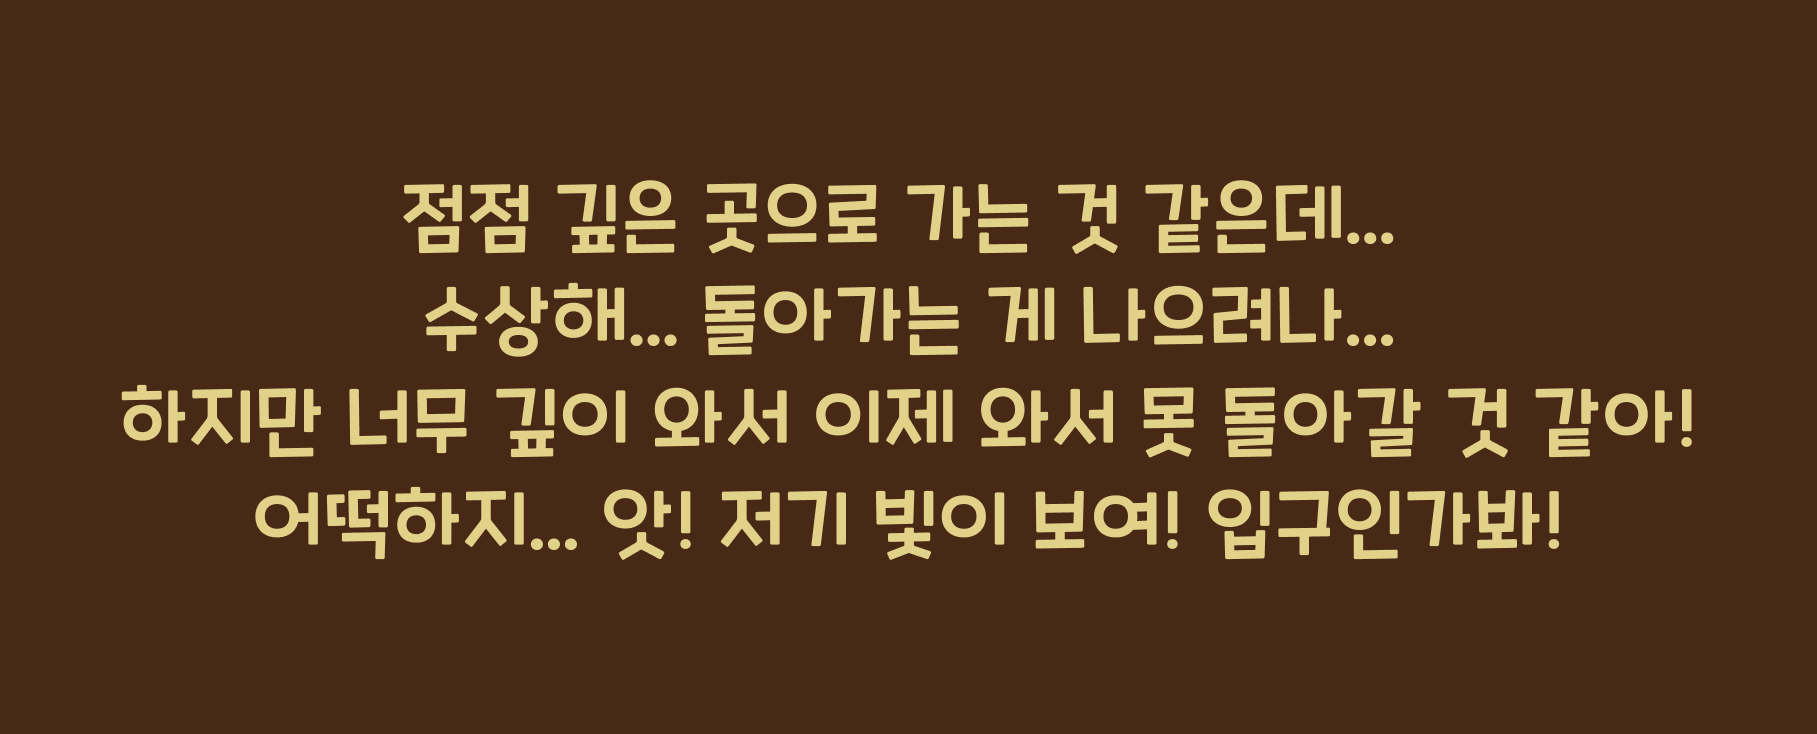 점점 깊은 곳으로 가는 것 같은데...
수상해... 돌아가는 게 나으려나...
하지만 너무 깊이 와서 이제 와서 못 돌아갈 것 같아!
어떡하지... 앗! 저기 빛이 보여! 입구인가봐!